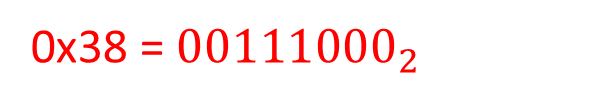 0x38 = 00111000₂